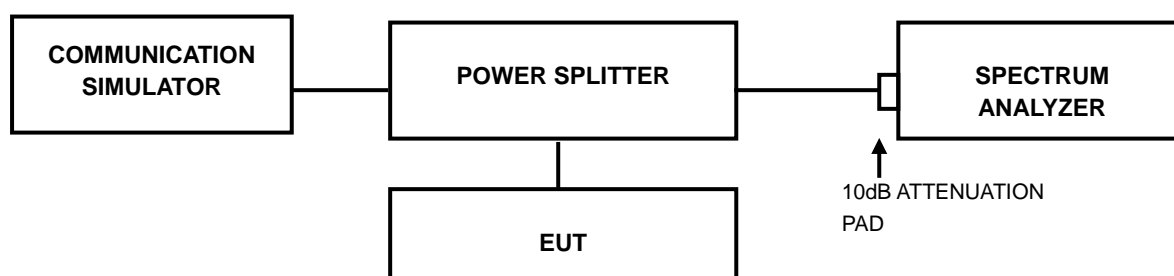 COMMUNICATION
SIMULATOR
POWER SPLITTER
SPECTRUM
ANALYZER
10dB ATTENUATION
PAD
EUT